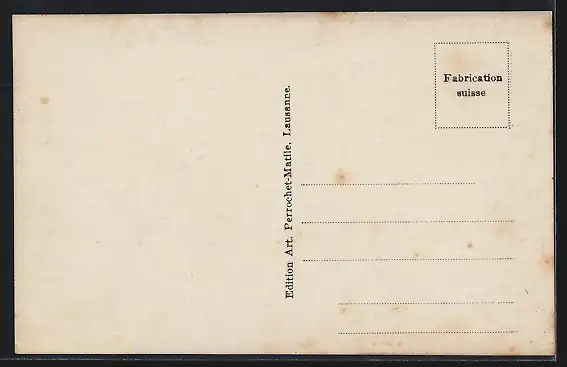 Edition Art. Perrochet-Matile, Lausanne.
Fabrication
suisse